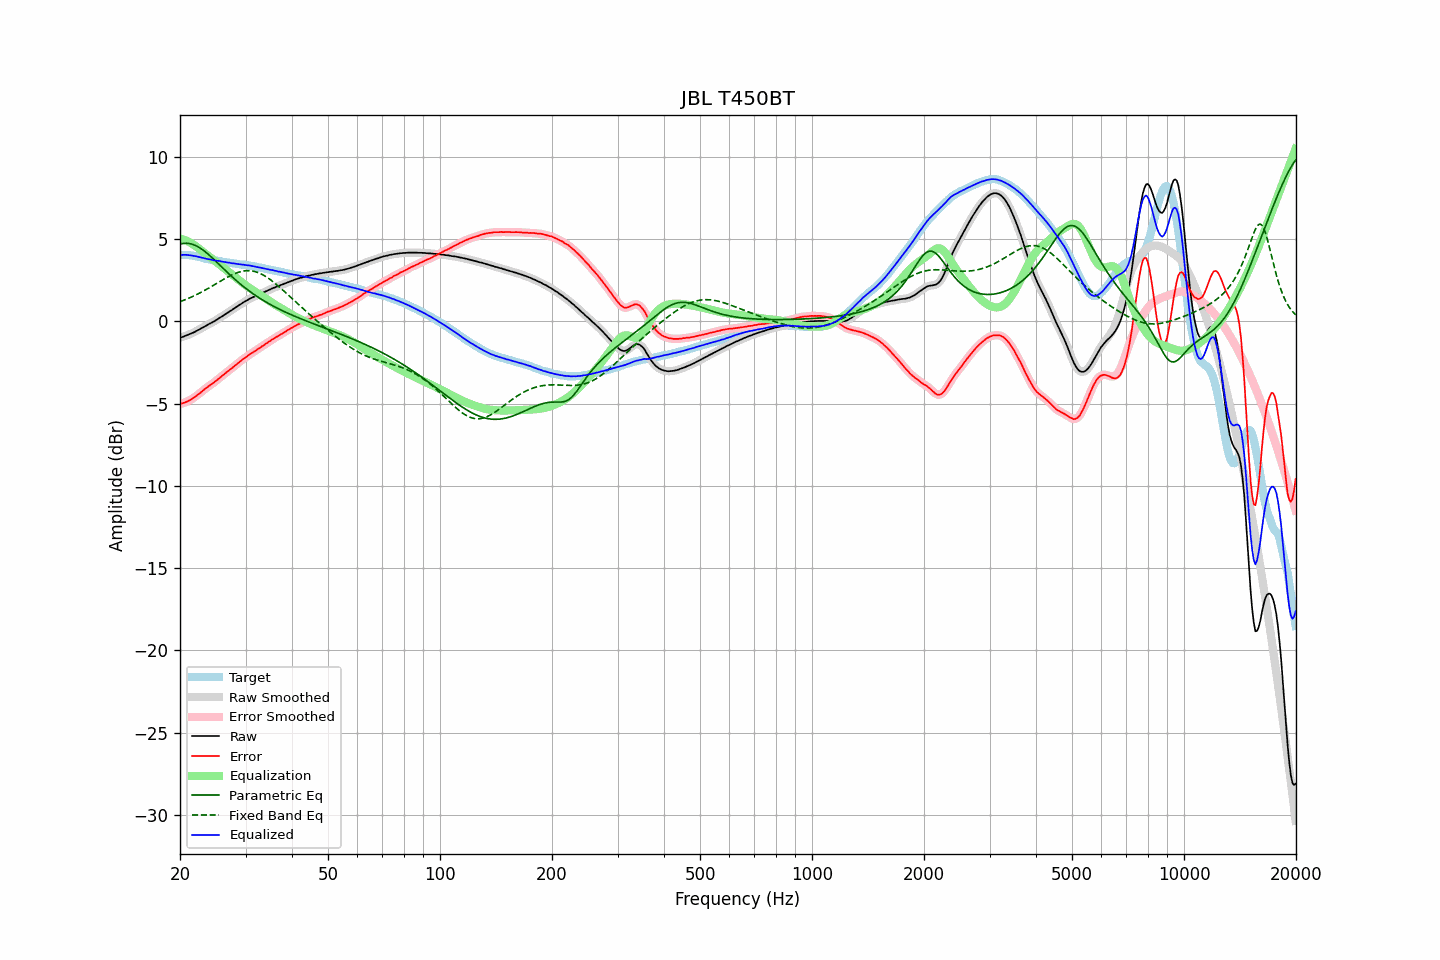 JBL T450BT
10
5
0
−5
−10
−15
−20
−25
−30
Amplitude (dBr)
Target
Raw Smoothed
Error Smoothed
Raw
Error
Equalization
Parametric Eq
Fixed Band Eq
Equalized
20 50 100 200 500 1000 2000 5000 10000 20000
Frequency (Hz)